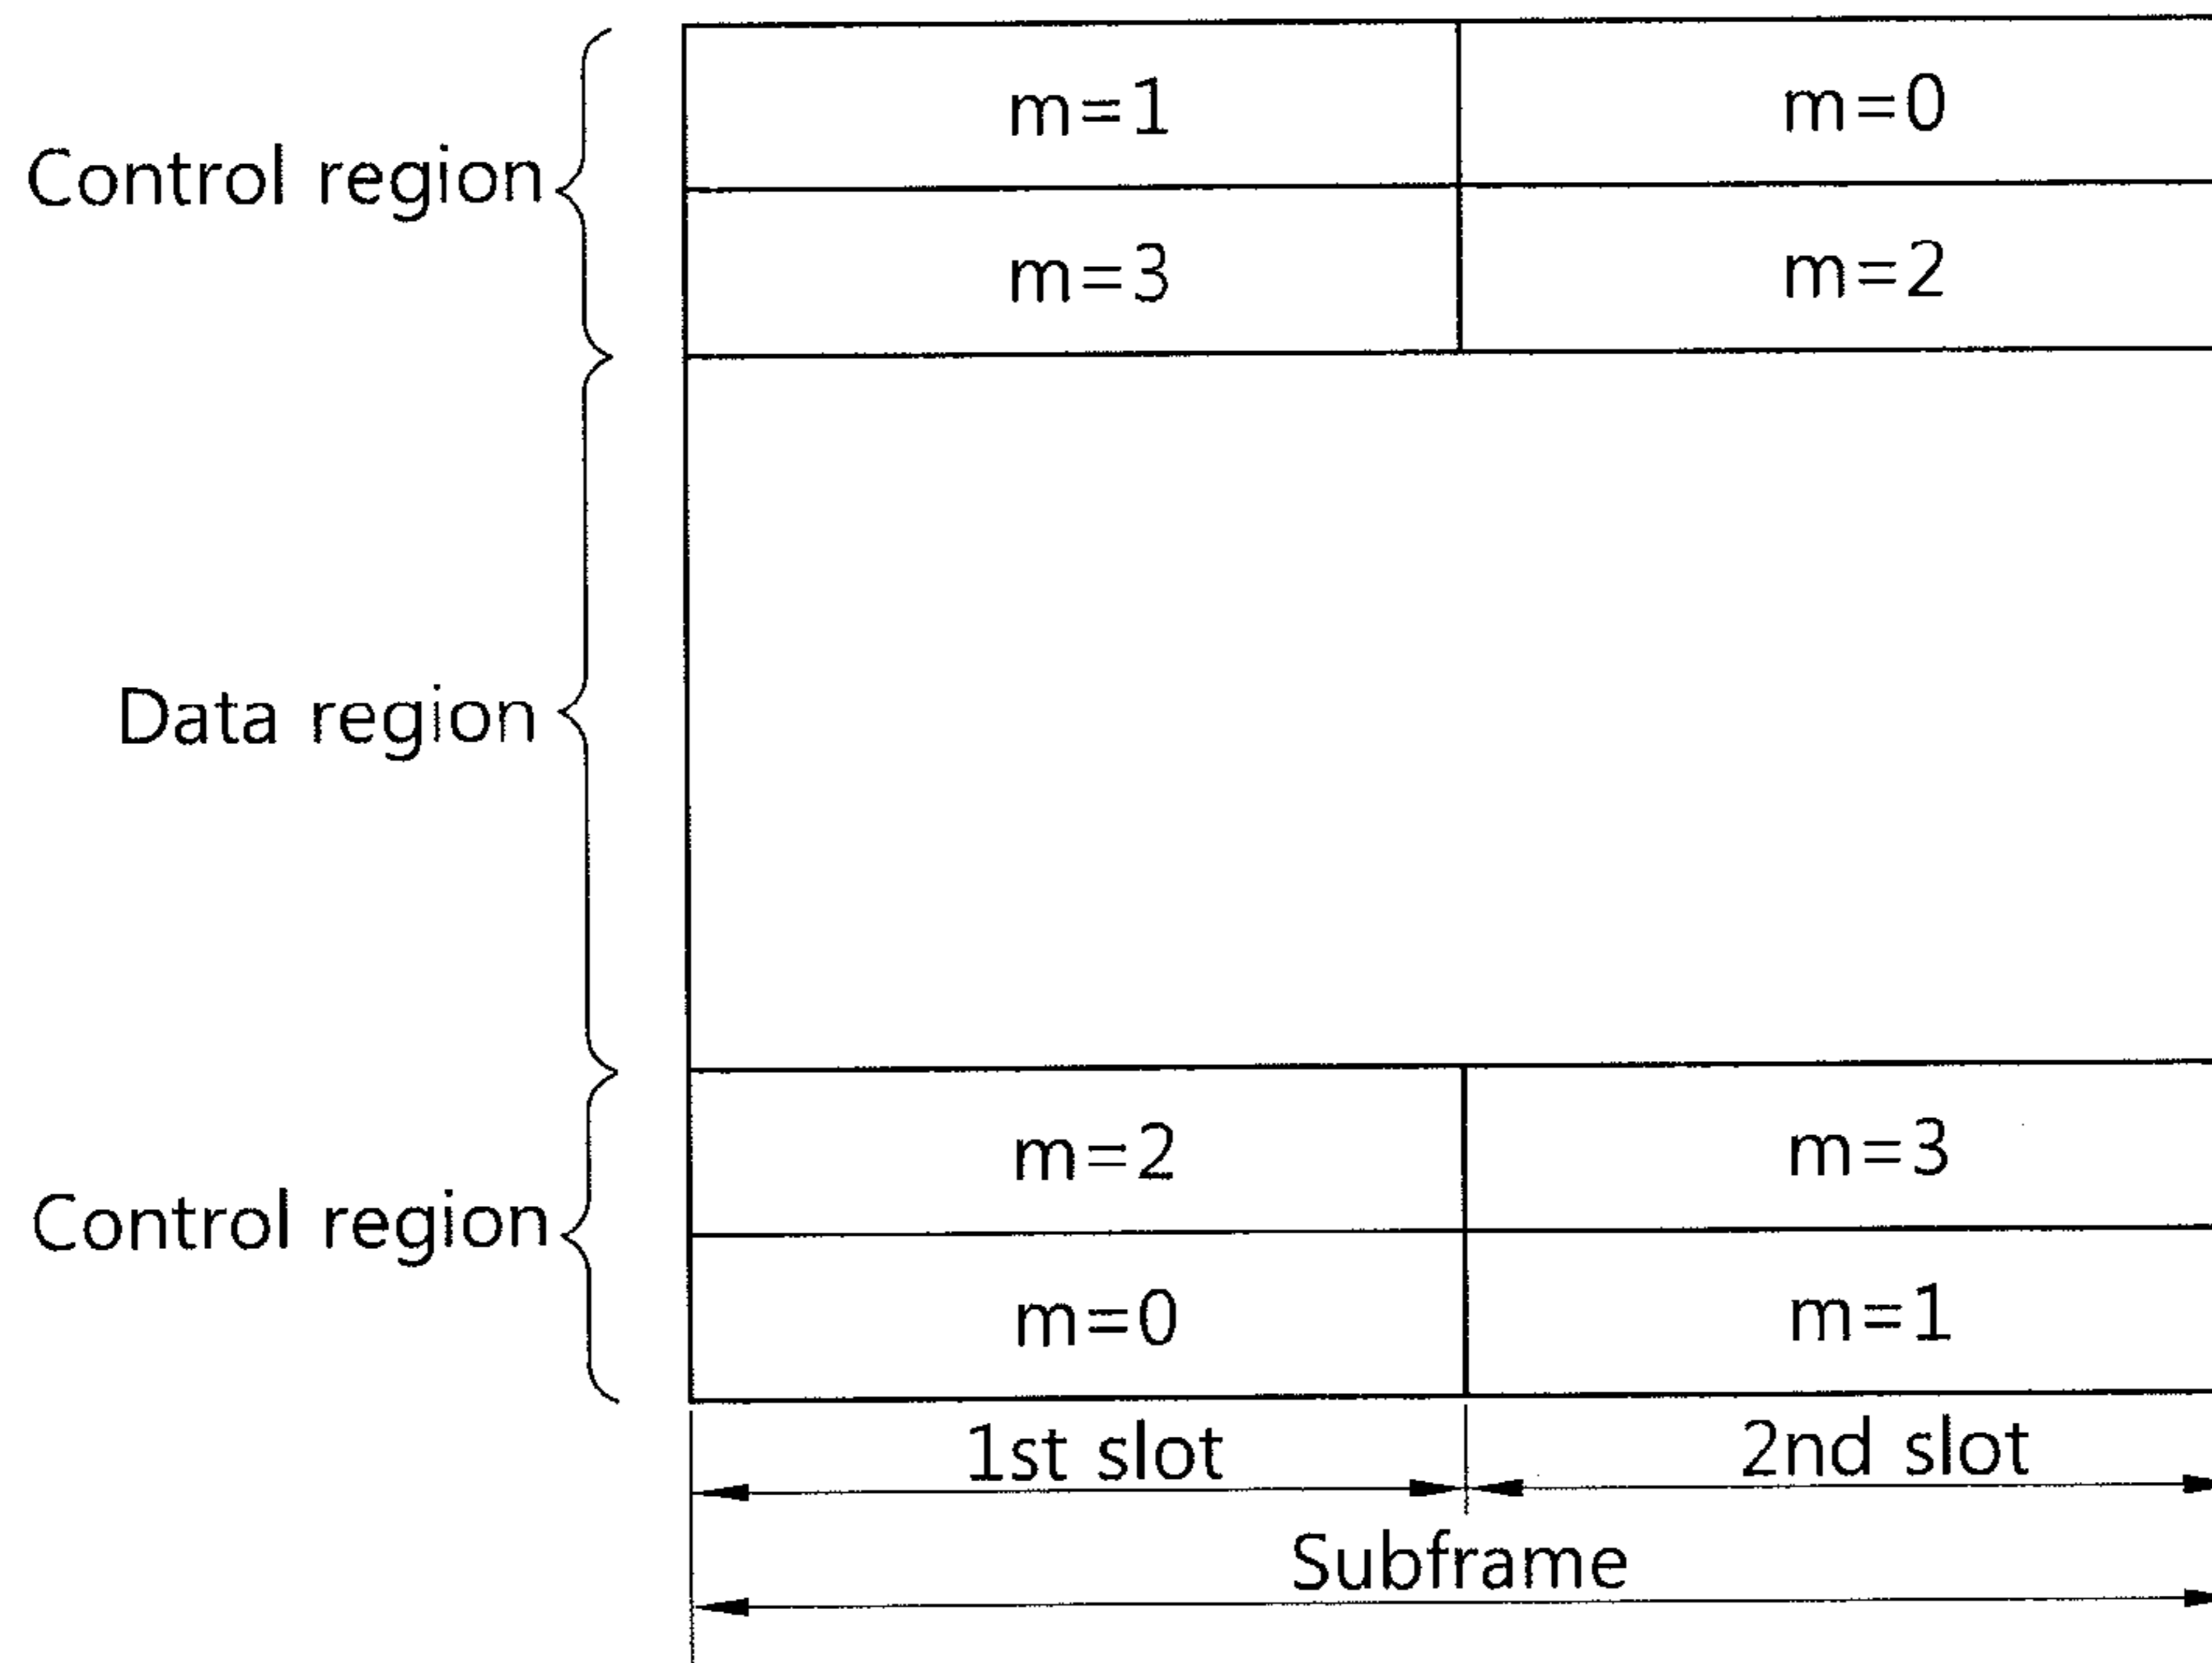 m=1 m=0
Control region
m=3 m=2
Data region
m=2 m=3
Control region
m=0 m=1
1st slot 2nd slot
Subframe